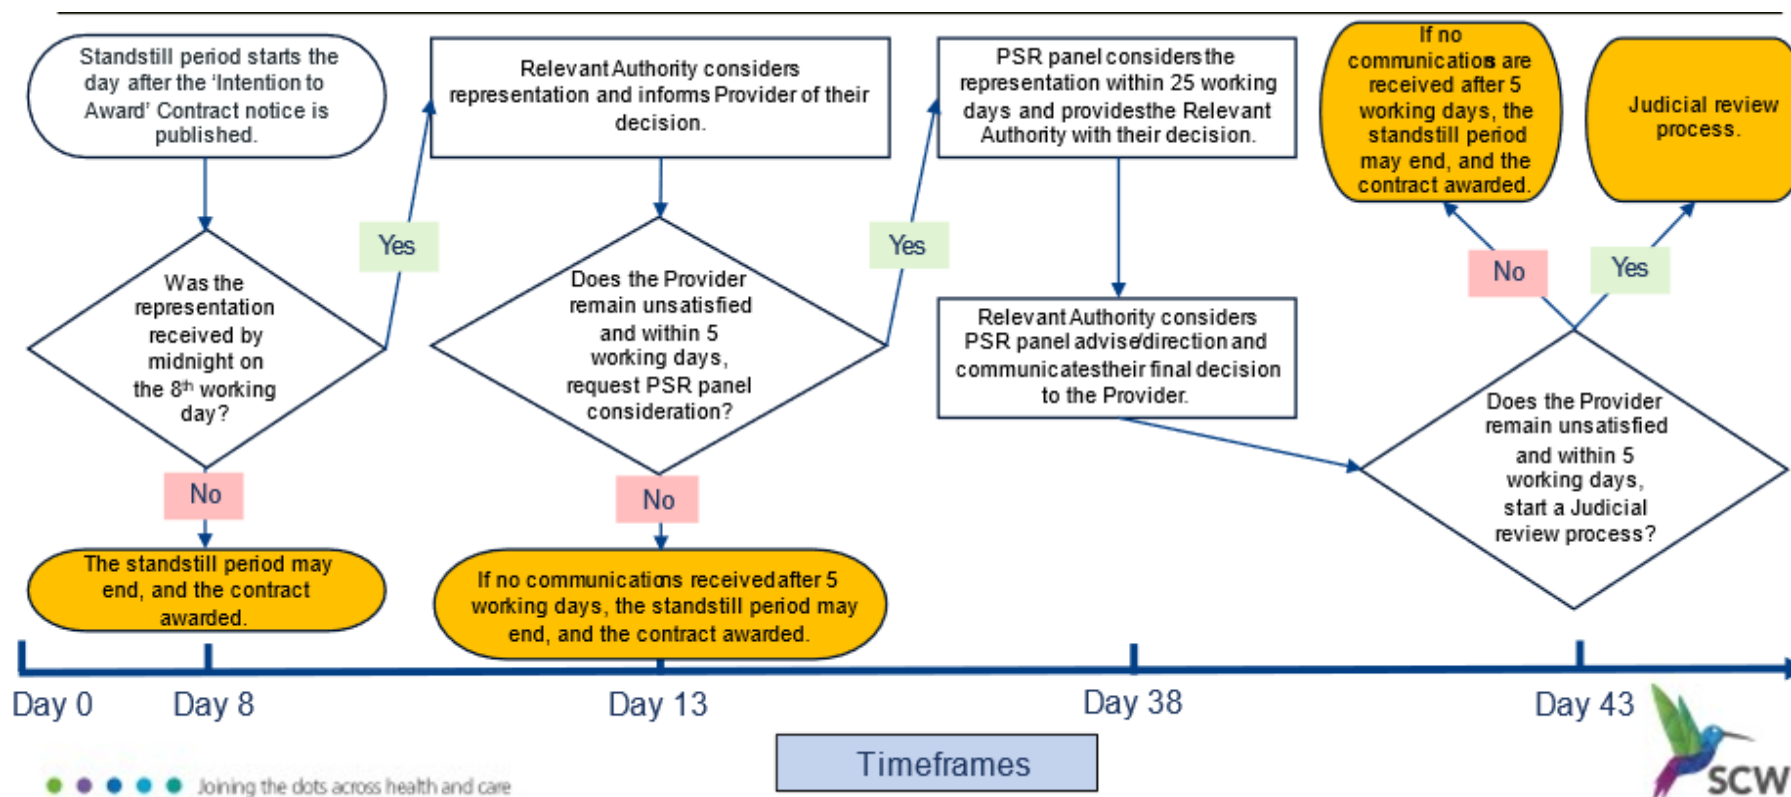 Standstill period starts the
day after the 'Intention to
Award' Contract notice is
published.
Was the
representation
received by
midnight on
the 8th working
day?
Yes
No
The standstill period may
end, and the contract
awarded.
Relevant Authority considers
representation and informs Provider of their
decision.
Does the Provider
remain unsatisfied
and within 5
working days,
request PSR panel
consideration?
Yes
No
If no communications received after 5
working days, the standstill period may
end, and the contract awarded.
PSR panel considers the
representation within 25 working
days and providesthe Relevant
Authority with their decision.
Relevant Authority considers
PSR panel advise/direction and
communicatestheir final decision
to the Provider.
Does the Provider
remain unsatisfied
and within 5
working days,
start a Judicial
review process?
No
Yes
If no
communications are
received after 5
working days, the
standstill period
may end, and the
contract awarded.
Judicial review
process.
Day 0
Day 8
Day 13
Day 38
Day 43
Timeframes
Joining the dots across health and care
SCW